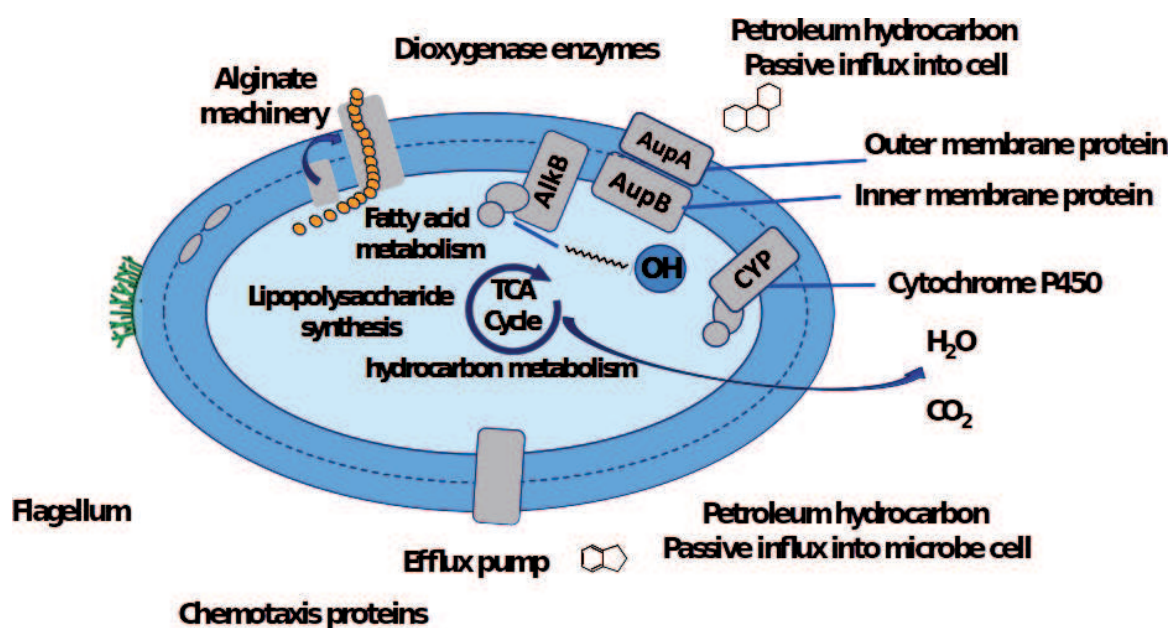 Dioxygenase enzymes
Petroleum hydrocarbon
Passive influx into cell
Alginate
machinery
AupA
Outer membrane protein
AlkB
AupB
Inner membrane protein
Fatty acid
metabolism
OH
CYP
Cytochrome P450
Lipopolysaccharide
synthesis
TCA
Cycle
hydrocarbon metabolism
H₂O
CO₂
Flagellum
Petroleum hydrocarbon
Passive influx into microbe cell
Efflux pump
Chemotaxis proteins